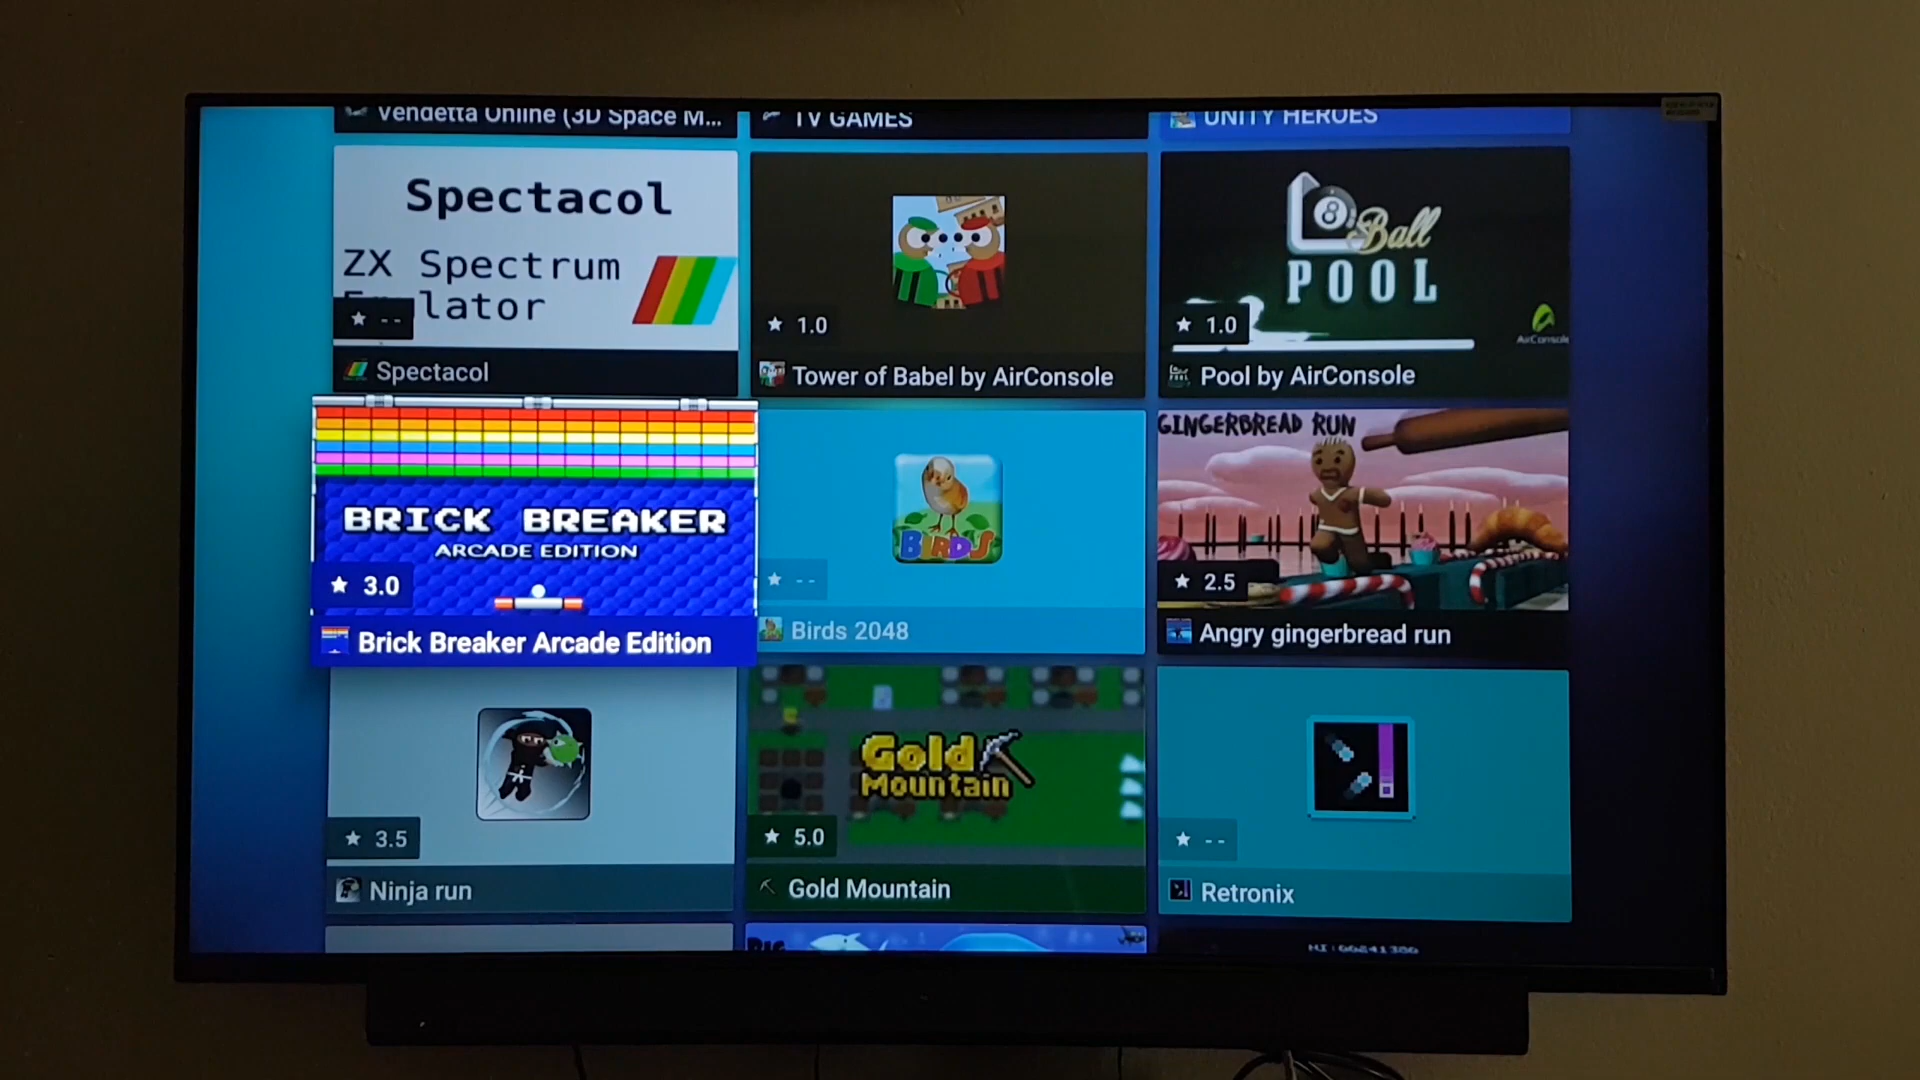 Vendetta Online (3D Space M...
TV GAMES
UNITY HEROES
Spectacol
ZX Spectrum
lator
★ --
Spectacol
★ 1.0
Tower of Babel by AirConsole
8 Ball
POOL
★ 1.0
AirConsole
Pool by AirConsole
BRICK BREAKER
ARCADE EDITION
★ 3.0
Brick Breaker Arcade Edition
BIRDS
★ --
Birds 2048
GINGERBREAD RUN
★ 2.5
Angry gingerbread run
★ 3.5
Ninja run
Gold
Mountain
★ 5.0
Gold Mountain
★ --
Retronix
BIG